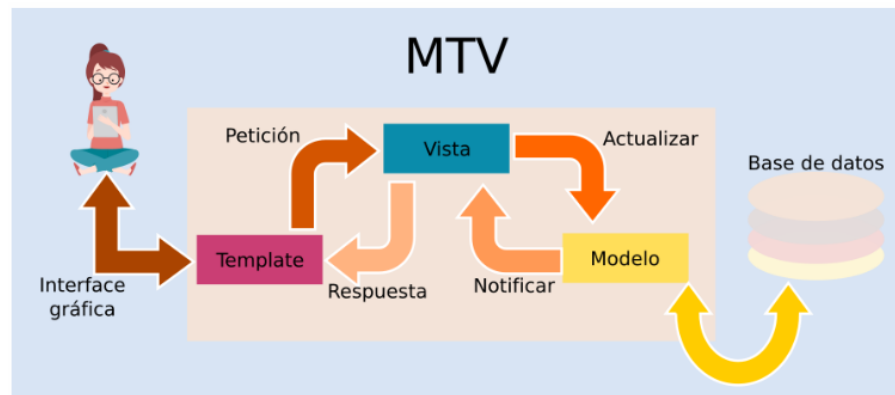 MTV
Petición
Vista
Actualizar
Base de datos
Template
Modelo
Interface
gráfica
Respuesta
Notificar